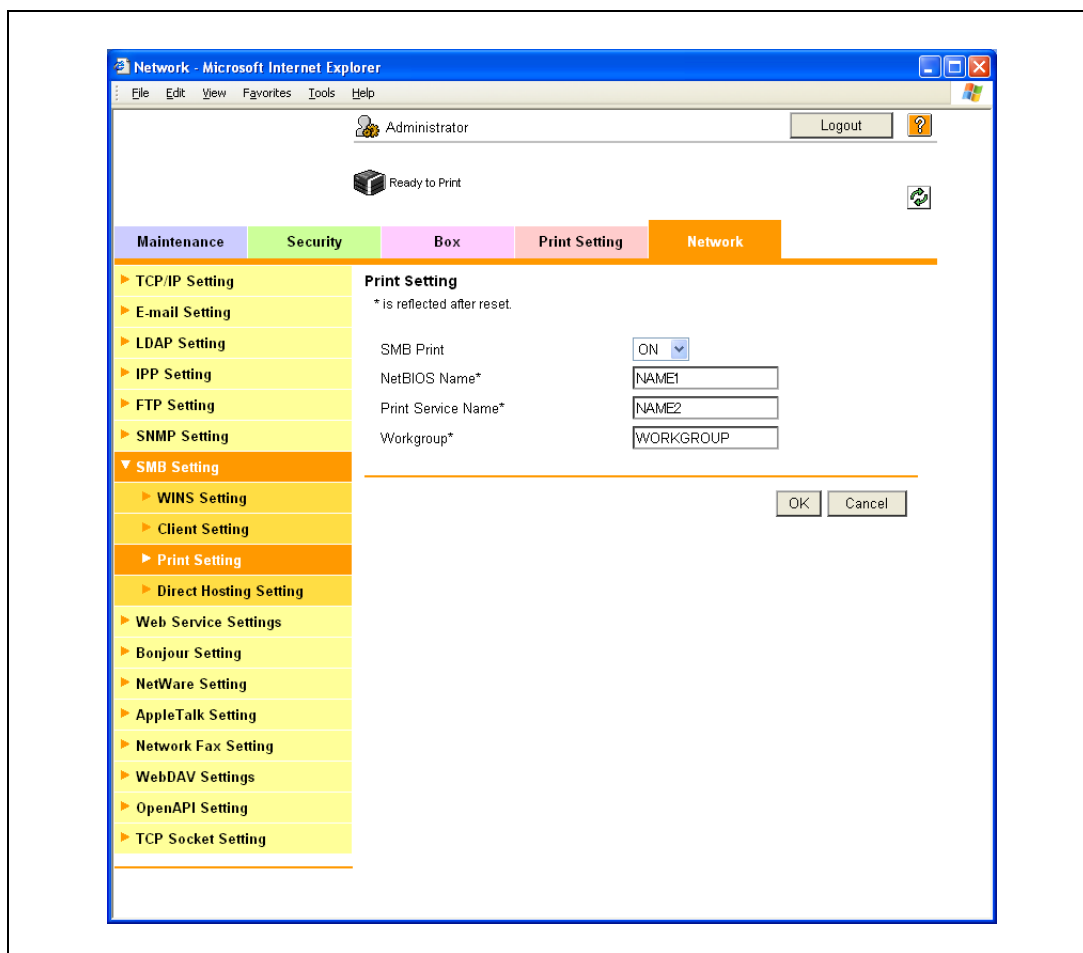 Network - Microsoft Internet Explorer
File Edit View Favorites Tools Help
Administrator Logout ?
Ready to Print
Maintenance Security Box Print Setting Network
TCP/IP Setting
E-mail Setting
LDAP Setting
IPP Setting
FTP Setting
SNMP Setting
SMB Setting
WINS Setting
Client Setting
Print Setting
Direct Hosting Setting
Web Service Settings
Bonjour Setting
NetWare Setting
AppleTalk Setting
Network Fax Setting
WebDAV Settings
OpenAPI Setting
TCP Socket Setting
Print Setting
* is reflected after reset.
SMB Print ON
NetBIOS Name* NAME1
Print Service Name* NAME2
Workgroup* WORKGROUP
OK Cancel